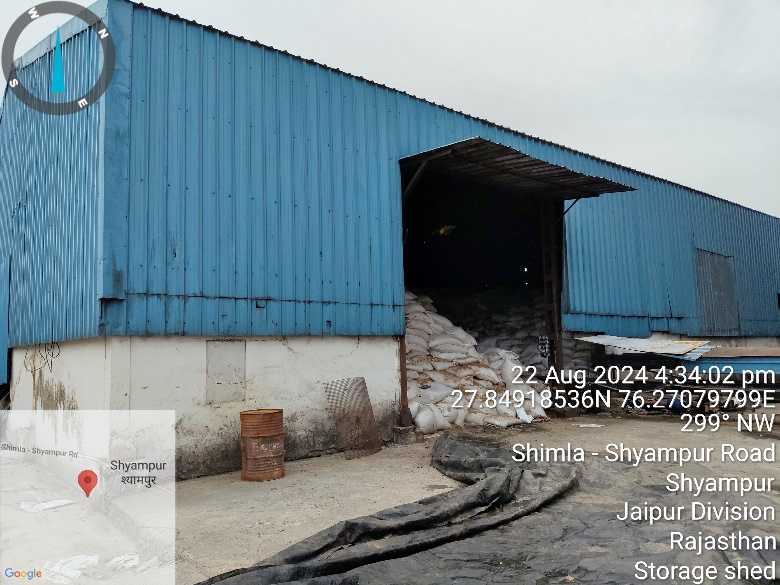 N
W
S
E
22 Aug 2024 4:34:02 pm
27.84918536N 76.27079799E
299° NW
Shimla - Shyampur Road
Shyampur
Jaipur Division
Rajasthan
Storage shed
Shimla - Shyampur Rd
Shyampur
श्यामपुर
Google